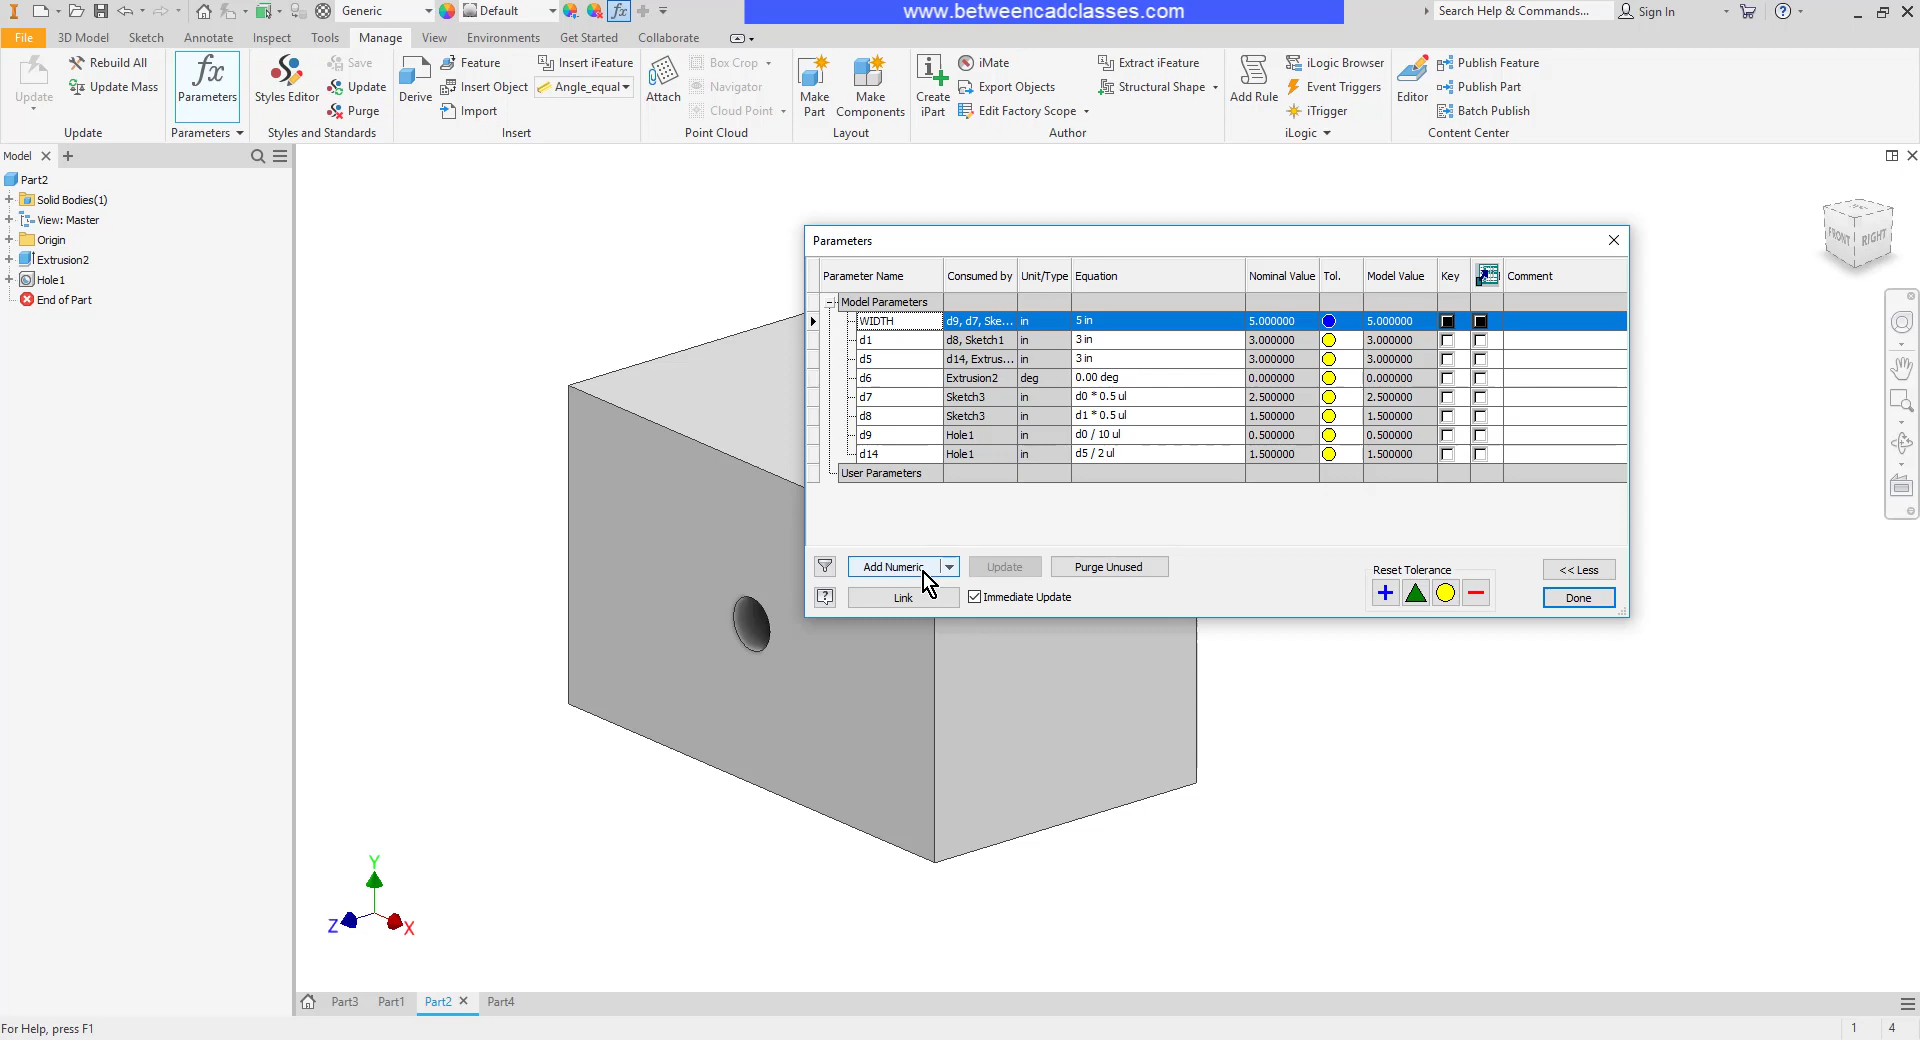 Generic
Default
fx
www.betweencadclasses.com
Search Help & Commands...
Sign In
File
3D Model
Sketch
Annotate
Inspect
Tools
Manage
View
Environments
Get Started
Collaborate
Update
Rebuild All
Update Mass
Update
fx
Parameters
Parameters
Styles Editor
Save
Update
Purge
Styles and Standards
Derive
Feature
Insert Object
Import
Insert iFeature
Angle_equal
Insert
Attach
Box Crop
Navigator
Cloud Point
Point Cloud
Make Part
Make Components
Layout
Create iPart
iMate
Export Objects
Edit Factory Scope
Extract iFeature
Structural Shape
Author
Add Rule
iLogic Browser
Event Triggers
iTrigger
iLogic
Editor
Publish Feature
Publish Part
Batch Publish
Content Center
Model
Part2
Solid Bodies(1)
View: Master
Origin
Extrusion2
Hole1
End of Part
FRONT
RIGHT
Parameters
Parameter Name Consumed by Unit/Type Equation Nominal Value Tol. Model Value Key Comment
Model Parameters
WIDTH d9, d7, Ske... in 5 in 5.000000 5.000000
d1 d8, Sketch1 in 3 in 3.000000 3.000000
d5 d14, Extrus... in 3 in 3.000000 3.000000
d6 Extrusion2 deg 0.00 deg 0.000000 0.000000
d7 Sketch3 in d0 * 0.5 ul 2.500000 2.500000
d8 Sketch3 in d1 * 0.5 ul 1.500000 1.500000
d9 Hole1 in d0 / 10 ul 0.500000 0.500000
d14 Hole1 in d5 / 2 ul 1.500000 1.500000
User Parameters
Add Numeric
Update
Purge Unused
Link
Immediate Update
Reset Tolerance
<< Less
Done
Y
Z
X
Part3
Part1
Part2
Part4
For Help, press F1
1
4